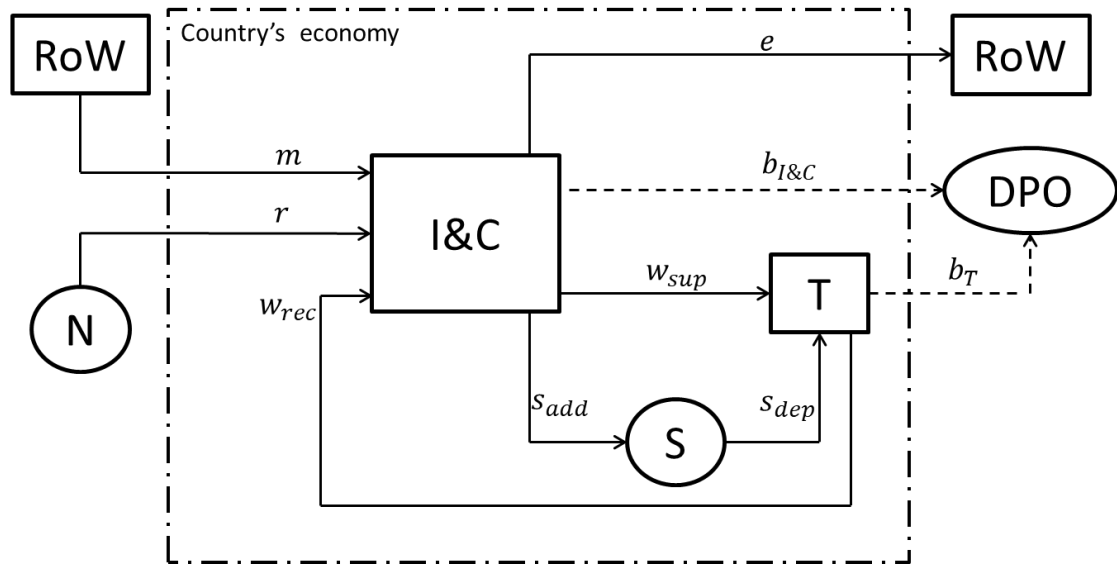 RoW
Country's economy
e
RoW
m
b_{I&C}
DPO
r
I&C
w_{sup}
T
b_T
w_{rec}
N
s_{add}
S
s_{dep}